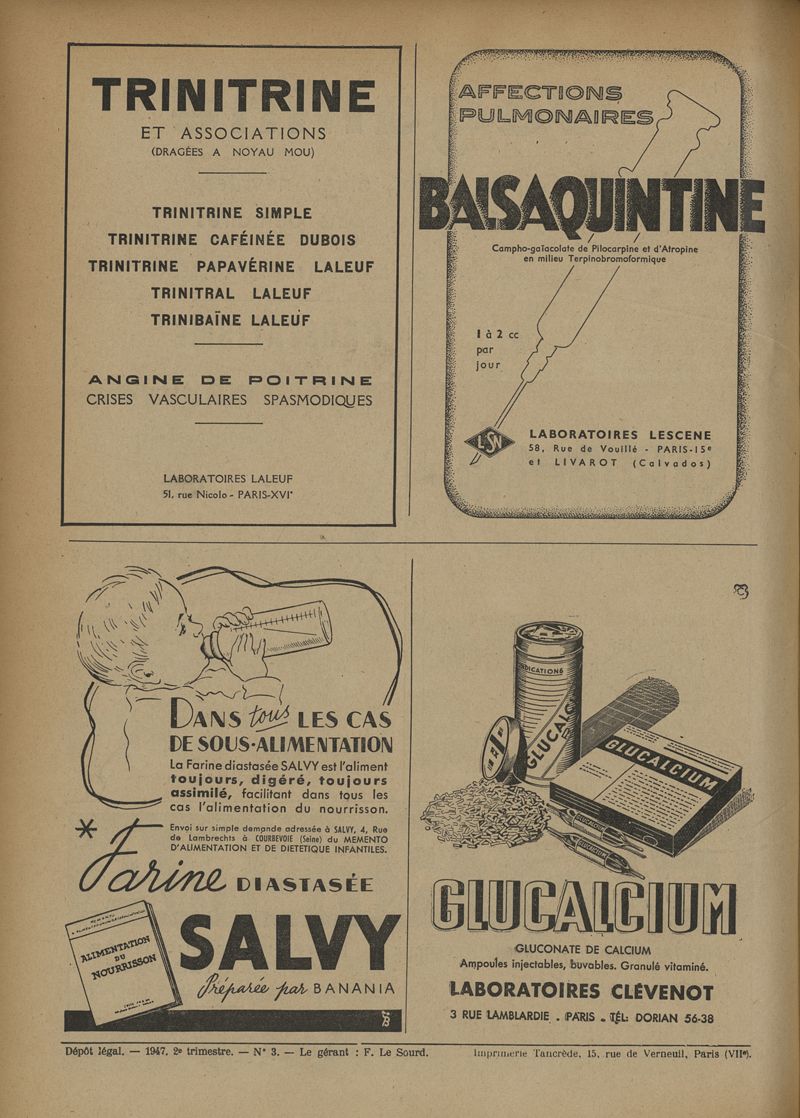 TRINITRINE
ET ASSOCIATIONS
(DRAGÉES A NOYAU MOU)
TRINITRINE SIMPLE
TRINITRINE CAFÉINÉE DUBOIS
TRINITRINE PAPAVÉRINE LALEUF
TRINITRAL LALEUF
TRINIBAÏNE LALEUF
ANGINE DE POITRINE
CRISES VASCULAIRES SPASMODIQUES
LABORATOIRES LALEUF
51, rue Nicolo - PARIS-XVIe
AFFECTIONS
PULMONAIRES
BALSAQUINTINE
Campho-gaïacolate de Pilocarpine et d'Atropine
en milieu Terpinobromoformique
1 à 2 cc
par
jour
LSN
LABORATOIRES LESCENE
58, Rue de Vouillé - PARIS-15e
et LIVAROT (Calvados)
DANS tous LES CAS
DE SOUS-ALIMENTATION
La Farine diastasée SALVY est l'aliment
toujours, digéré, toujours
assimilé, facilitant dans tous les
cas l'alimentation du nourrisson.
Envoi sur simple demande adressée à SALVY, 4, Rue
de Lambrechts à COURBEVOIE (Seine) du MEMENTO
D'ALIMENTATION ET DE DIETETIQUE INFANTILES.
Farine DIASTASÉE
SALVY
Préparée par BANANIA
ALIMENTATION
DU
NOURRISSON
INDICATIONS
GLUCALC
GLUCALCIUM
GLUCALCIUM
GLUCALCIUM
GLUCALCIUM
GLUCONATE DE CALCIUM
Ampoules injectables, buvables. Granulé vitaminé.
LABORATOIRES CLÉVENOT
3 RUE LAMBLARDIE . PARIS . TÉL: DORIAN 56-38
Dépôt légal. — 1947. 2e trimestre. — N° 3. — Le gérant : F. Le Sourd.
Imprimerie Tancrède, 15, rue de Verneuil, Paris (VIIe).